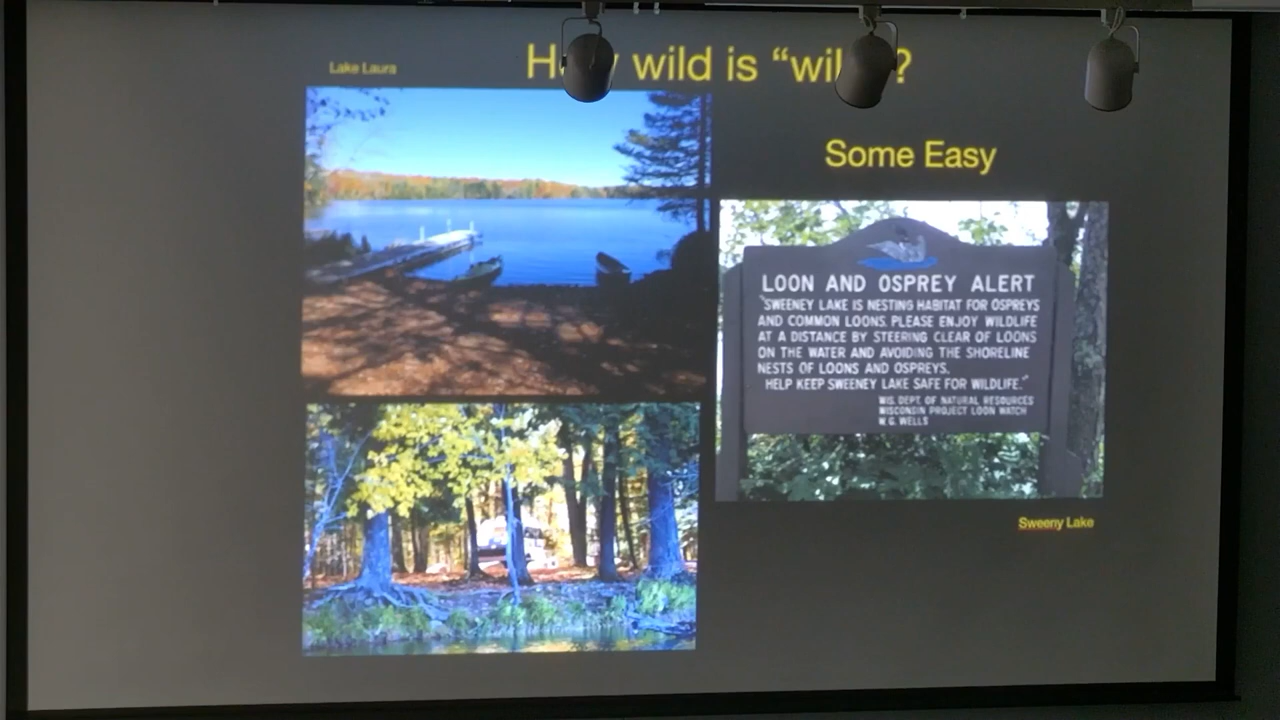 Lake Laura
wild is “wil ?
Some Easy
LOON AND OSPREY ALERT
"SWEENEY LAKE IS NESTING HABITAT FOR OSPREYS
AND COMMON LOONS. PLEASE ENJOY WILDLIFE
AT A DISTANCE BY STEERING CLEAR OF LOONS
ON THE WATER AND AVOIDING THE SHORELINE
NESTS OF LOONS AND OSPREYS.
HELP KEEP SWEENEY LAKE SAFE FOR WILDLIFE."
WIS. DEPT. OF NATURAL RESOURCES
WISCONSIN PROJECT LOON WATCH
W. G. WELLS
Sweeny Lake